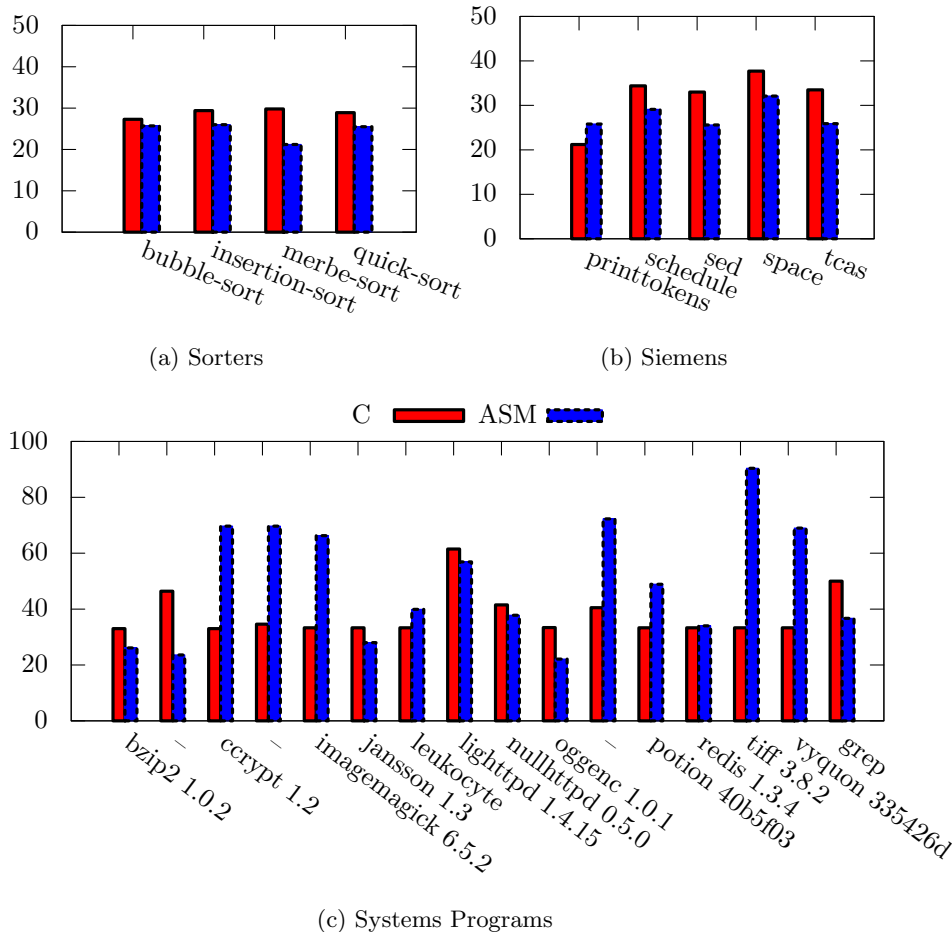 50
40
30
20
10
0
bubble-sort
insertion-sort
merbe-sort
quick-sort
(a) Sorters
50
40
30
20
10
0
printtokens
schedule
sed
space
tcas
(b) Siemens
C ASM
100
80
60
40
20
0
bzip2 1.0.2
–
ccrypt 1.2
–
imagemagick 6.5.2
jansson 1.3
leukocyte
lighttpd 1.4.15
nullhttpd 0.5.0
oggenc 1.0.1
–
potion 40b5f03
redis 1.3.4
tiff 3.8.2
vyquon 335426d
grep
(c) Systems Programs